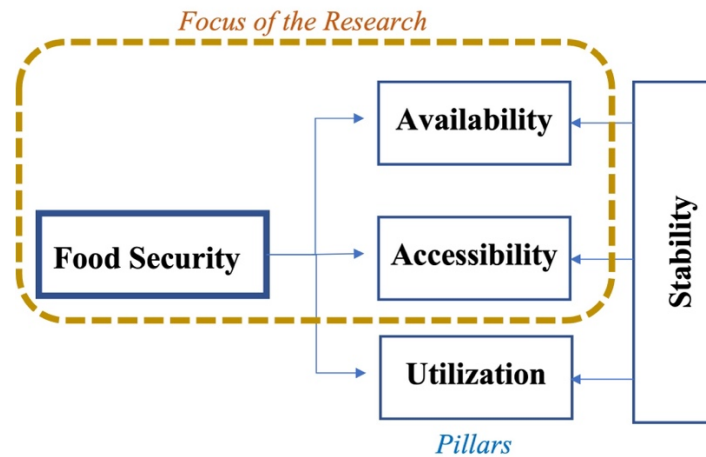 Focus of the Research
Availability
Food Security
Accessibility
Stability
Utilization
Pillars